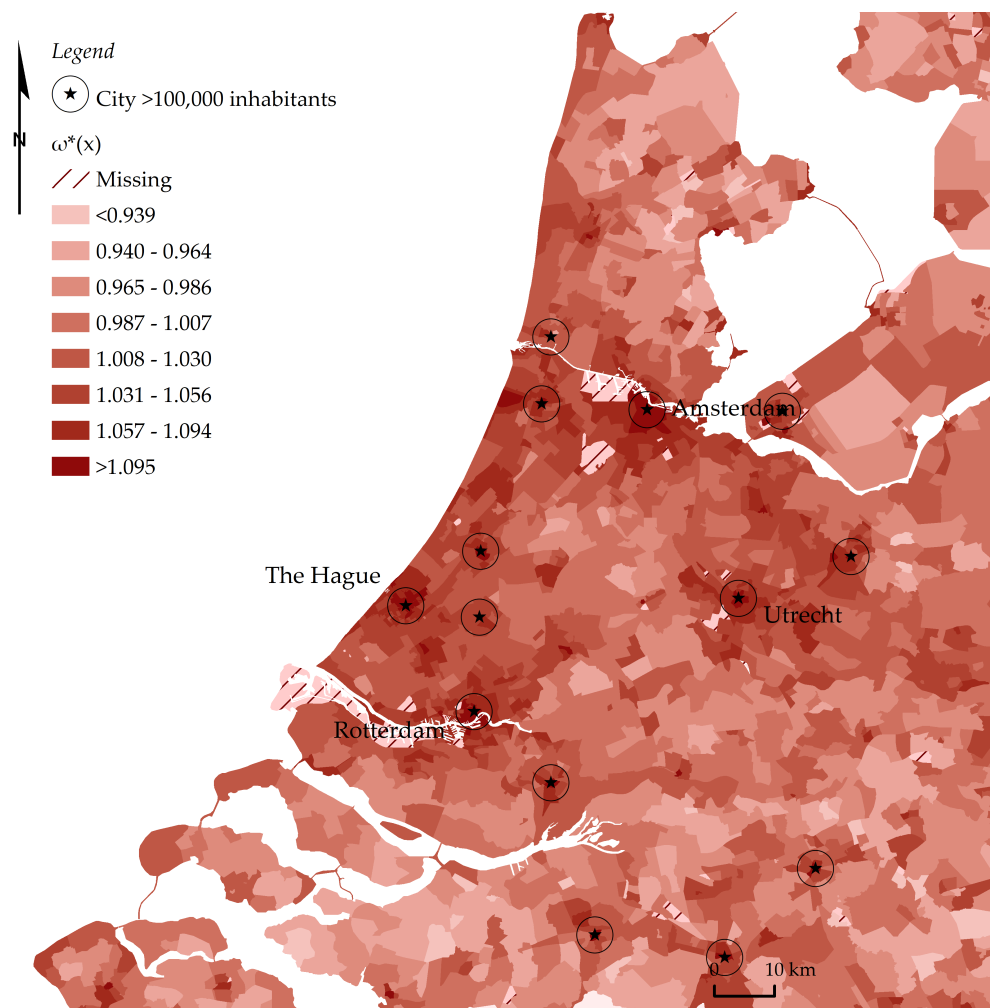 Legend
City >100,000 inhabitants
N
ω*(x)
Missing
<0.939
0.940 - 0.964
0.965 - 0.986
0.987 - 1.007
1.008 - 1.030
1.031 - 1.056
1.057 - 1.094
>1.095
Amsterdam
The Hague
Utrecht
Rotterdam
0 10 km